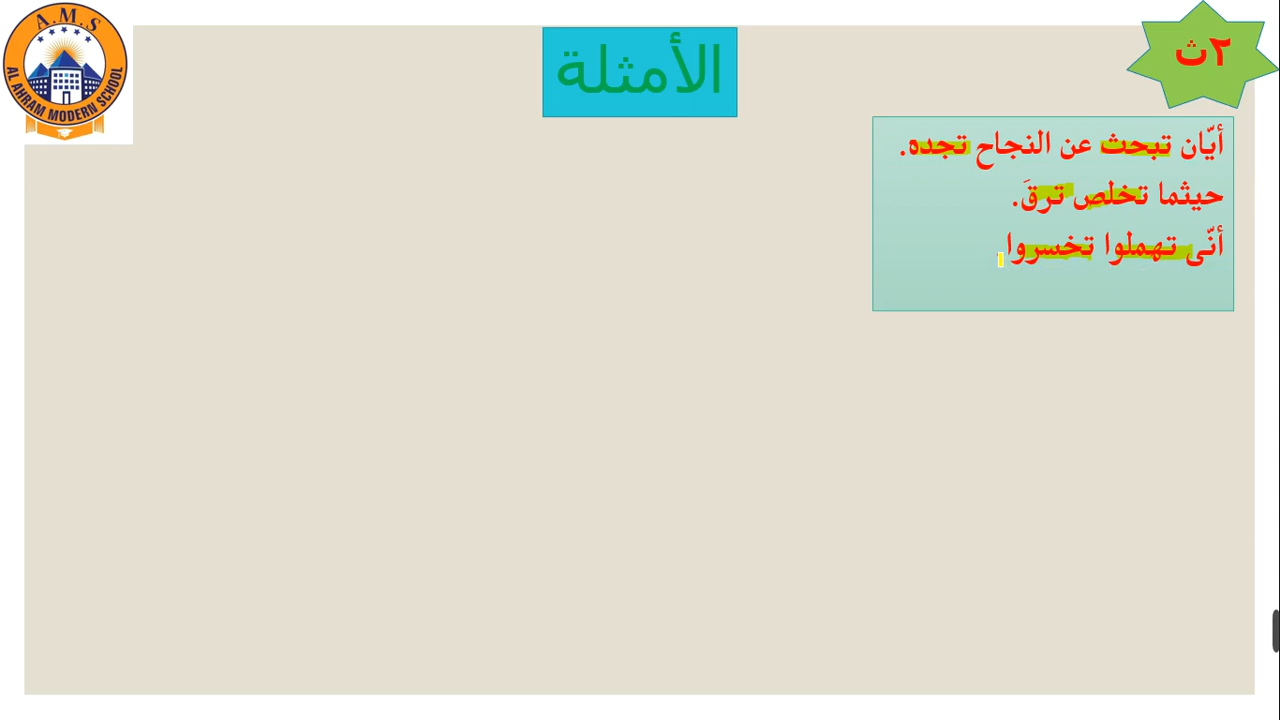 A.M.S
AL AHRAM MODERN SCHOOL
الأمثلة
٢ث
أيّان تبحث عن النجاح تجده.
حيثما تخلص ترقَ.
أنّى تهملوا تخسروا